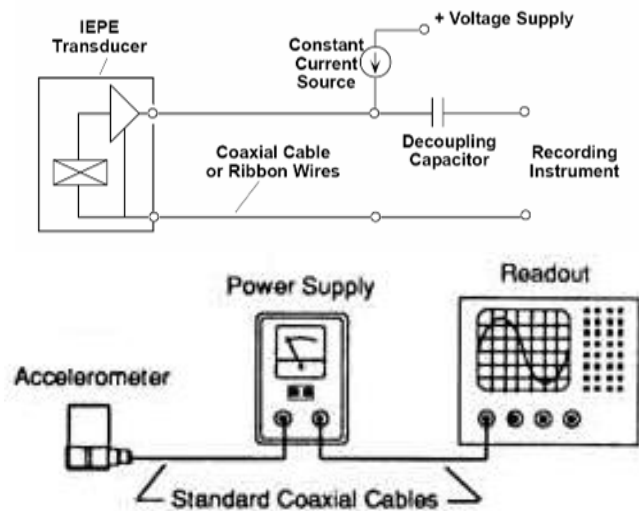 IEPE
Transducer
Constant
Current
Source
+ Voltage Supply
Coaxial Cable
or Ribbon Wires
Decoupling
Capacitor
Recording
Instrument
Readout
Power Supply
Accelerometer
Standard Coaxial Cables